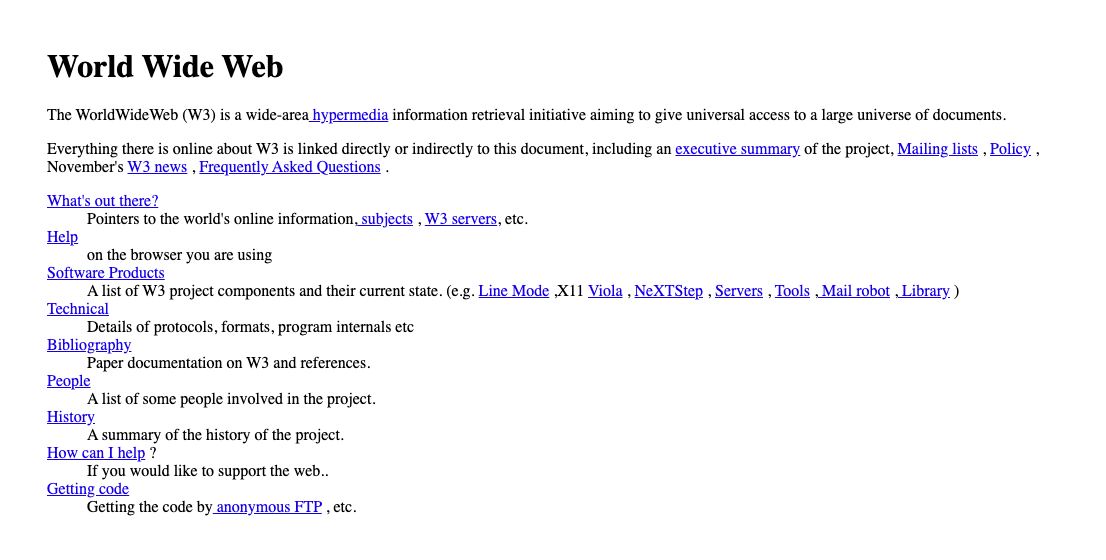 World Wide Web
The WorldWideWeb (W3) is a wide-area hypermedia information retrieval initiative aiming to give universal access to a large universe of documents.
Everything there is online about W3 is linked directly or indirectly to this document, including an executive summary of the project, Mailing lists , Policy ,
November's W3 news , Frequently Asked Questions .
What's out there?
Pointers to the world's online information, subjects , W3 servers, etc.
Help
on the browser you are using
Software Products
A list of W3 project components and their current state. (e.g. Line Mode ,X11 Viola , NeXTStep , Servers , Tools , Mail robot , Library )
Technical
Details of protocols, formats, program internals etc
Bibliography
Paper documentation on W3 and references.
People
A list of some people involved in the project.
History
A summary of the history of the project.
How can I help ?
If you would like to support the web..
Getting code
Getting the code by anonymous FTP , etc.